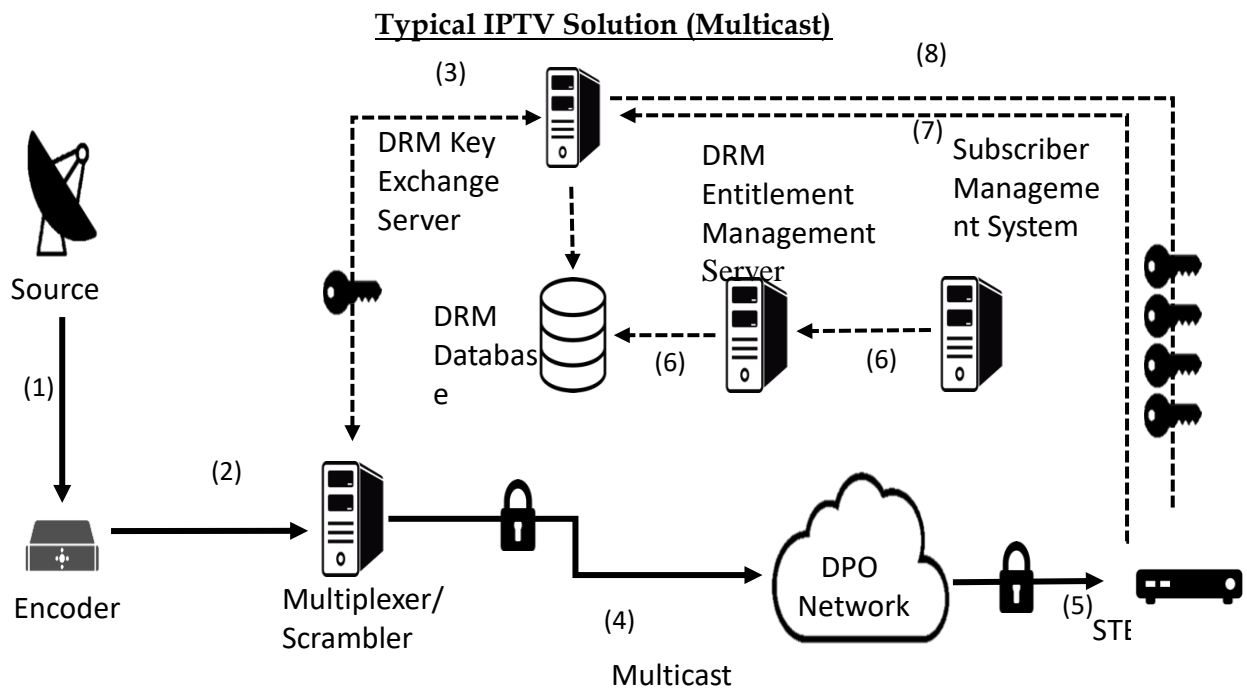 Typical IPTV Solution (Multicast)
(8)
(3)
(7)
DRM Key
Exchange
Server
DRM
Entitlement
Management
Server
Subscriber
Manageme
nt System
Source
DRM
Databas
e
(6)
(6)
(1)
(2)
Encoder
Multiplexer/
Scrambler
DPO
Network
(4)
(5)
Multicast